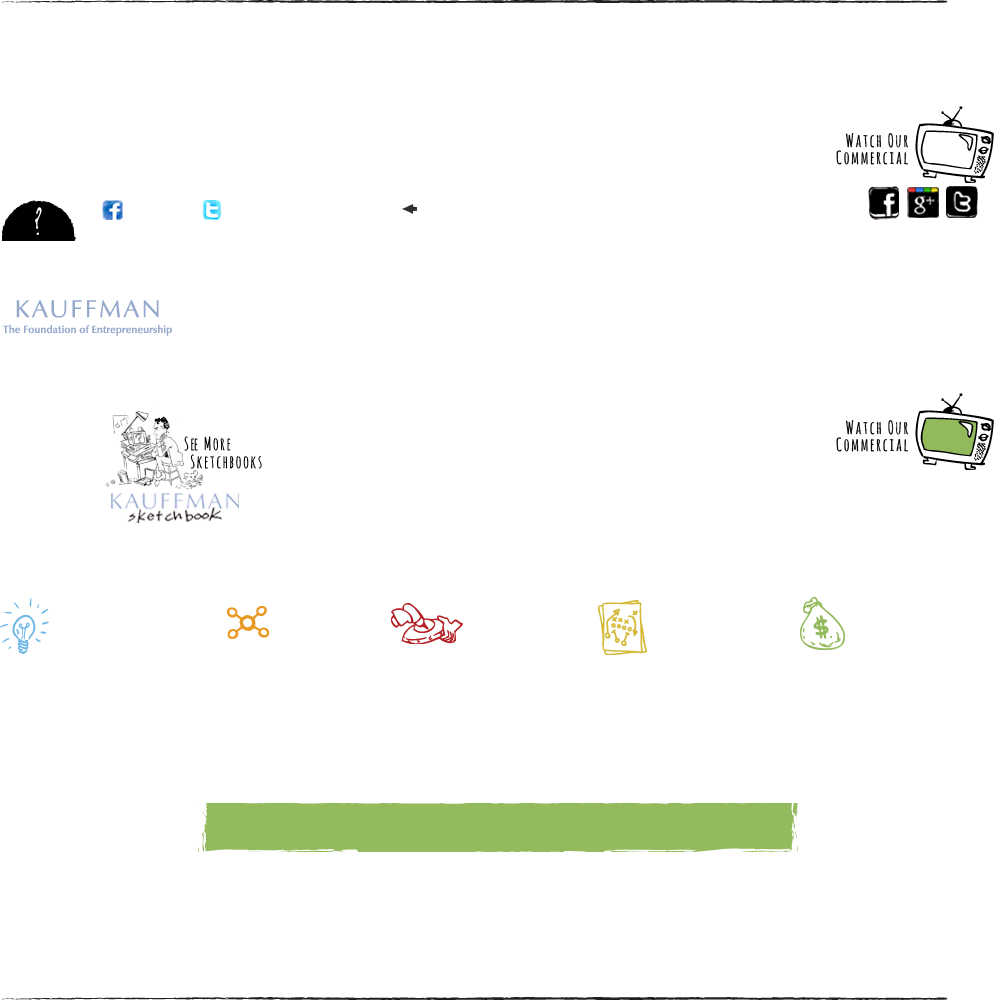 Watch Our
Commercial
?
f
g+
KAUFFMAN
The Foundation of Entrepreneurship
See More
Sketchbooks
KAUFFMAN
sketchbook
Watch Our
Commercial
$